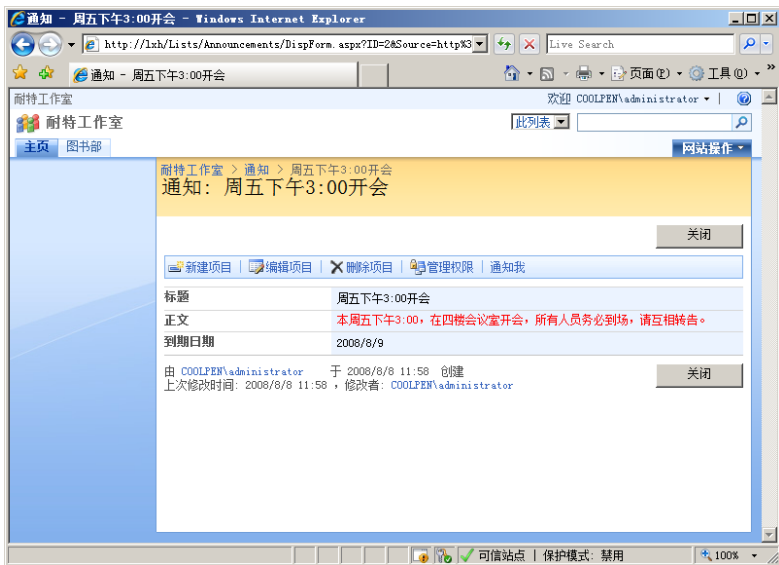 通知 - 周五下午3:00开会 - Windows Internet Explorer
http://lxh/Lists/Announcements/DispForm.aspx?ID=2&Source=http%3
Live Search
通知 - 周五下午3:00开会
页面(P)
工具(O)
»
耐特工作室
欢迎 COOLPEN\administrator
耐特工作室
此列表
主页
图书部
网站操作
耐特工作室 > 通知 > 周五下午3:00开会
通知: 周五下午3:00开会
关闭
新建项目 | 编辑项目 | 删除项目 | 管理权限 | 通知我
标题
周五下午3:00开会
正文
本周五下午3:00，在四楼会议室开会，所有人员务必到场，请互相转告。
到期日期
2008/8/9
由 COOLPEN\administrator 于 2008/8/8 11:58 创建
上次修改时间: 2008/8/8 11:58 ，修改者: COOLPEN\administrator
关闭
可信站点 | 保护模式: 禁用
100%